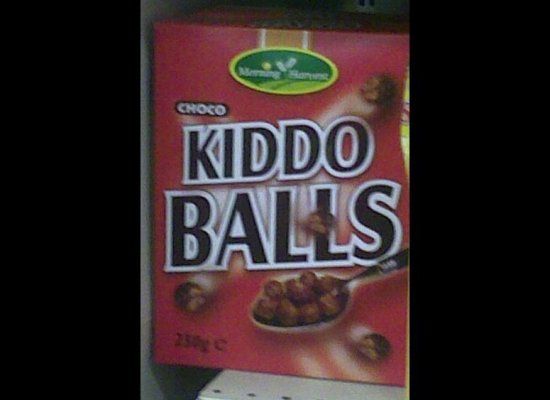 Morning Harvest
CHOCO
KIDDO
BALLS
250g e